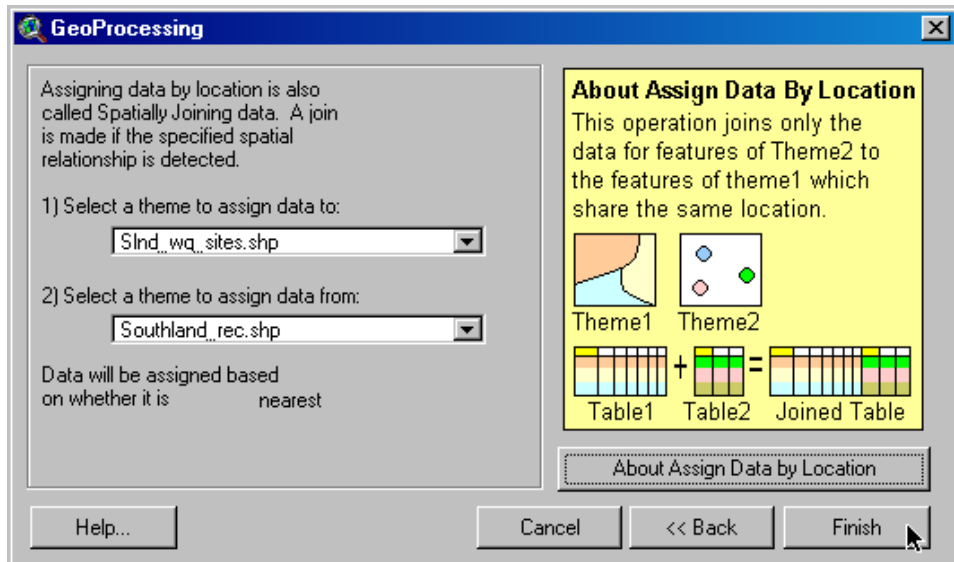 GeoProcessing
Assigning data by location is also
called Spatially Joining data. A join
is made if the specified spatial
relationship is detected.
1) Select a theme to assign data to:
Slnd_wq_sites.shp
2) Select a theme to assign data from:
Southland_rec.shp
Data will be assigned based
on whether it is nearest
About Assign Data By Location
This operation joins only the
data for features of Theme2 to
the features of theme1 which
share the same location.
Theme1 Theme2
+ =
Table1 Table2 Joined Table
About Assign Data by Location
Help... Cancel << Back Finish